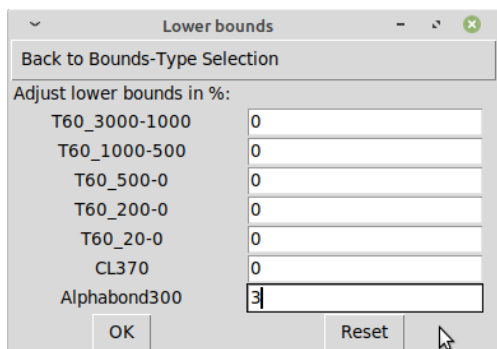 Lower bounds
Back to Bounds-Type Selection
Adjust lower bounds in %:
T60_3000-1000 0
T60_1000-500 0
T60_500-0 0
T60_200-0 0
T60_20-0 0
CL370 0
Alphabond300 3
OK Reset